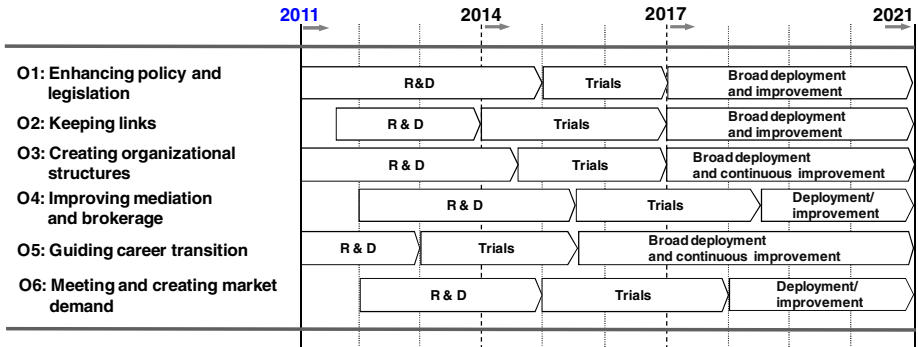 2011 2014 2017 2021
O1: Enhancing policy and
legislation
R&D Trials Broad deployment
and improvement
O2: Keeping links
R & D Trials Broad deployment
and improvement
O3: Creating organizational
structures
R & D Trials Broad deployment
and continuous improvement
O4: Improving mediation
and brokerage
R & D Trials Deployment/
improvement
O5: Guiding career transition
R & D Trials Broad deployment
and continuous improvement
O6: Meeting and creating market
demand
R & D Trials Deployment/
improvement